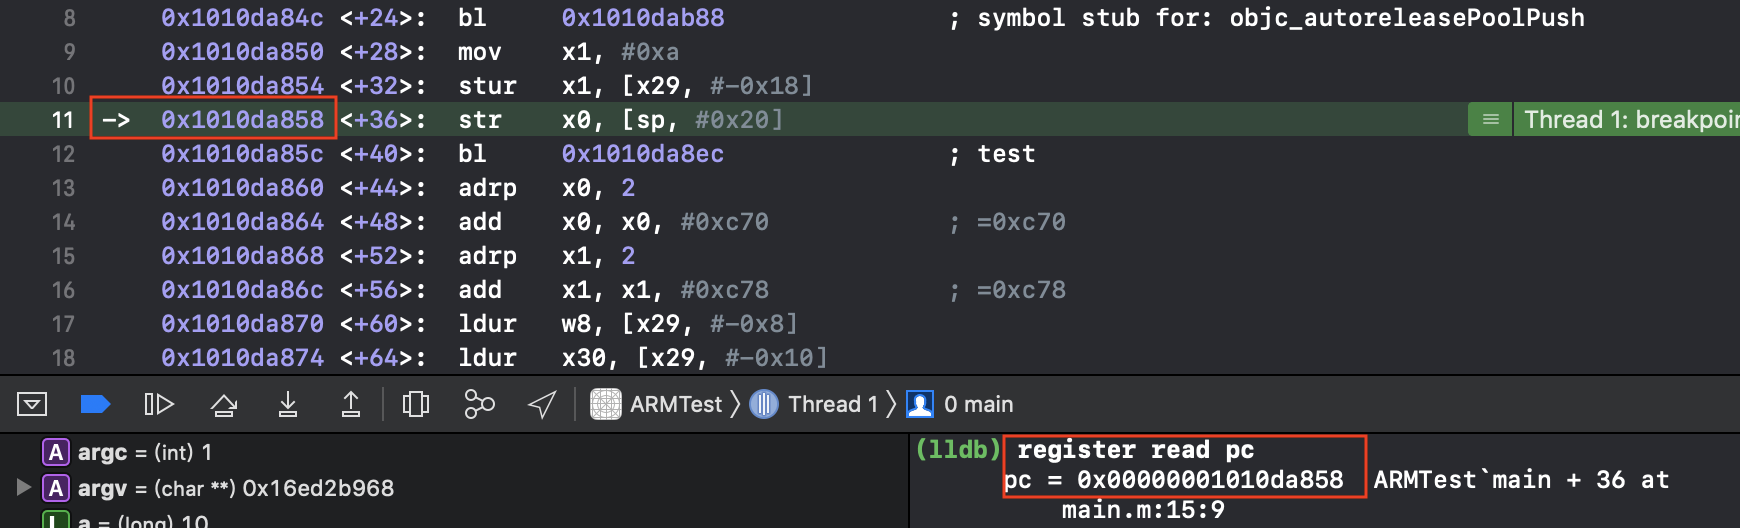 8 0x1010da84c <+24>: bl 0x1010dab88 ; symbol stub for: objc_autoreleasePoolPush
9 0x1010da850 <+28>: mov x1, #0xa
10 0x1010da854 <+32>: stur x1, [x29, #-0x18]
11 -> 0x1010da858 <+36>: str x0, [sp, #0x20] Thread 1: breakpoin
12 0x1010da85c <+40>: bl 0x1010da8ec ; test
13 0x1010da860 <+44>: adrp x0, 2
14 0x1010da864 <+48>: add x0, x0, #0xc70 ; =0xc70
15 0x1010da868 <+52>: adrp x1, 2
16 0x1010da86c <+56>: add x1, x1, #0xc78 ; =0xc78
17 0x1010da870 <+60>: ldur w8, [x29, #-0x8]
18 0x1010da874 <+64>: ldur x30, [x29, #-0x10]
ARMTest 〉 Thread 1 〉 0 main
A argc = (int) 1
A argv = (char **) 0x16ed2b968
L a = (long) 10
(lldb) register read pc
pc = 0x00000001010da858 ARMTest`main + 36 at
main.m:15:9